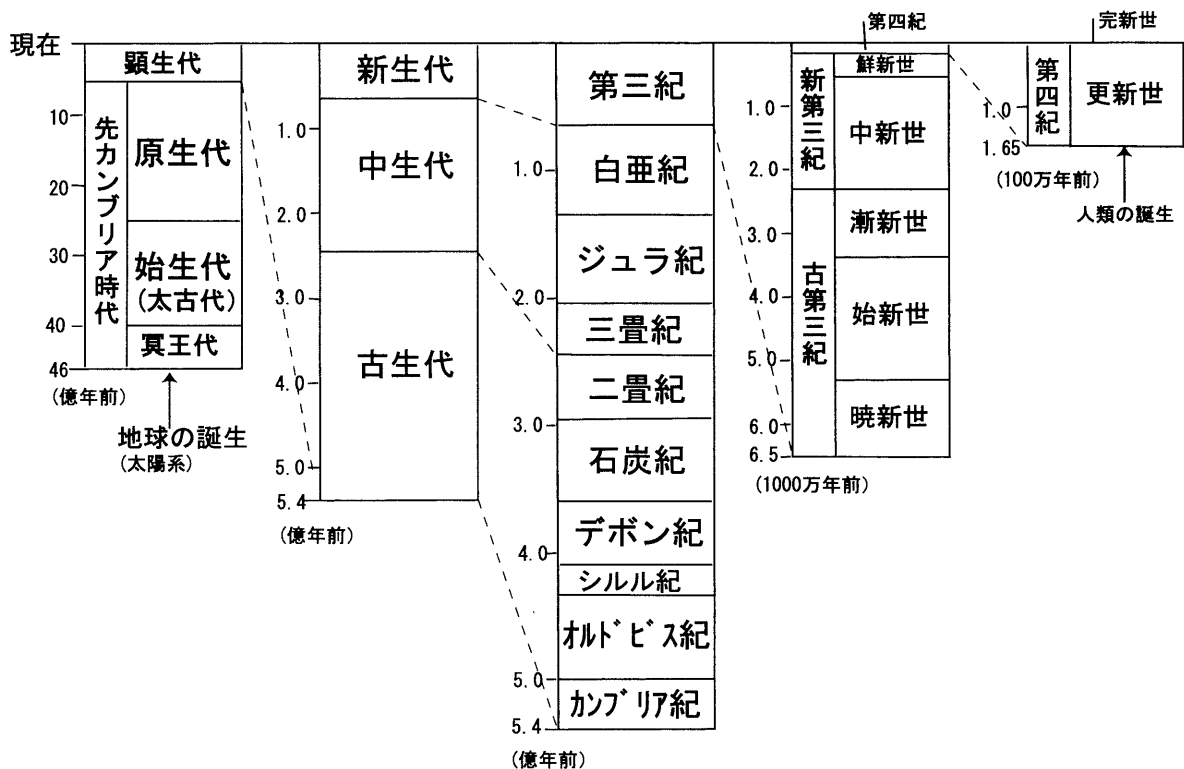 現在
顕生代
先カンブリア時代
原生代
始生代
(太古代)
冥王代
10
20
30
40
46
(億年前)
地球の誕生
(太陽系)
新生代
中生代
古生代
1.0
2.0
3.0
4.0
5.0
5.4
(億年前)
第三紀
白亜紀
ジュラ紀
三畳紀
二畳紀
石炭紀
デボン紀
シルル紀
オルドビス紀
カンブリア紀
1.0
2.0
3.0
4.0
5.0
5.4
(億年前)
第四紀
鮮新世
新第三紀
中新世
漸新世
古第三紀
始新世
暁新世
1.0
2.0
3.0
4.0
5.0
6.0
6.5
(1000万年前)
完新世
第四紀
更新世
1.0
1.65
(100万年前)
人類の誕生